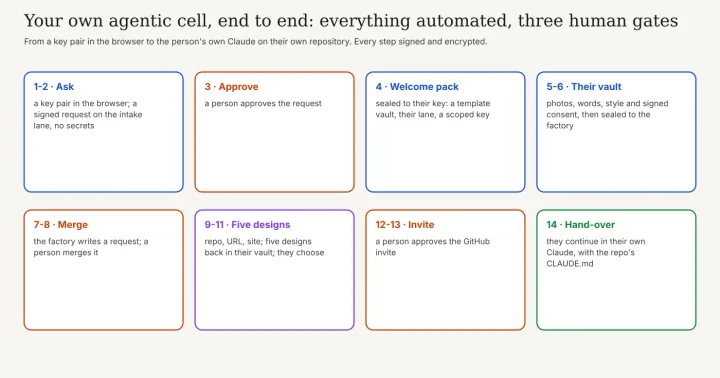 Your own agentic cell, end to end: everything automated, three human gates
From a key pair in the browser to the person's own Claude on their own repository. Every step signed and encrypted.
1-2 · Ask
a key pair in the browser; a
signed request on the intake
lane, no secrets
3 · Approve
a person approves the request
4 · Welcome pack
sealed to their key: a template
vault, their lane, a scoped key
5-6 · Their vault
photos, words, style and signed
consent, then sealed to the
factory
7-8 · Merge
the factory writes a request; a
person merges it
9-11 · Five designs
repo, URL, site; five designs
back in their vault; they choose
12-13 · Invite
a person approves the GitHub
invite
14 · Hand-over
they continue in their own
Claude, with the repo's
CLAUDE.md